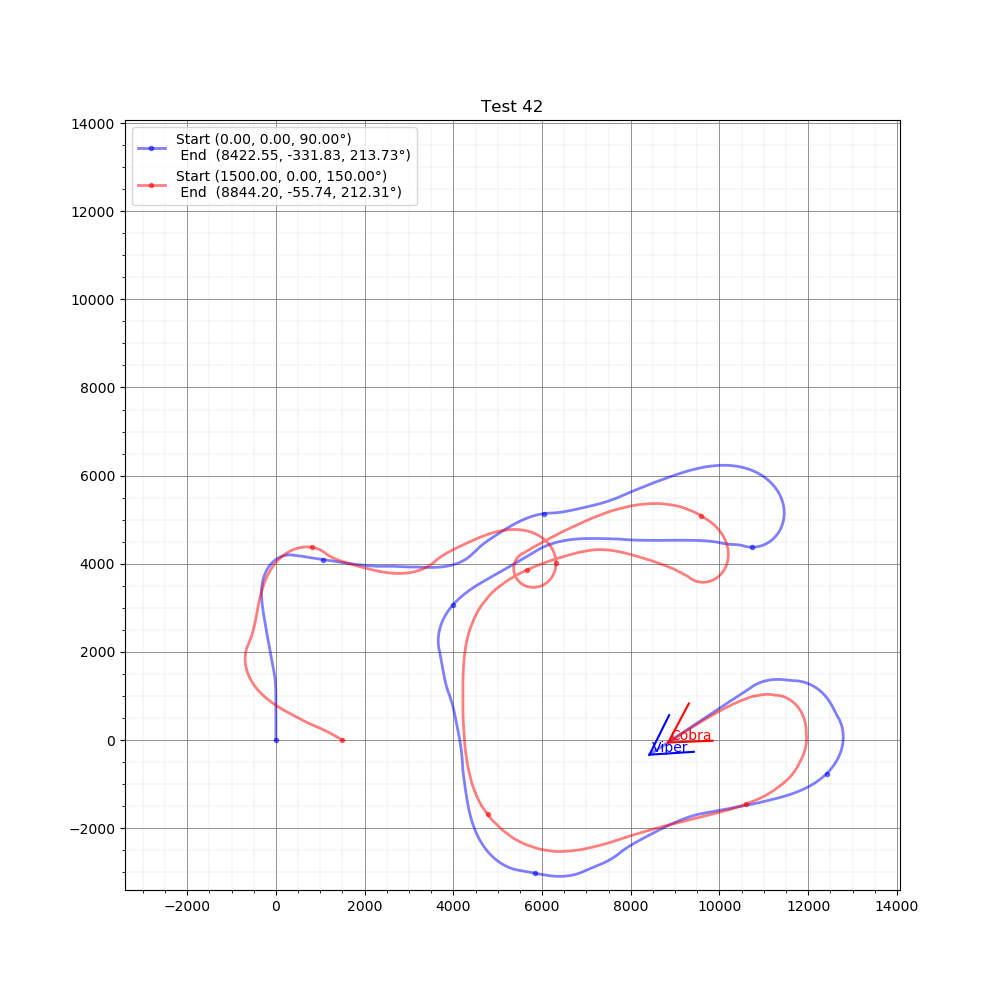 Test 42
Start (0.00, 0.00, 90.00°)
End (8422.55, -331.83, 213.73°)
Start (1500.00, 0.00, 150.00°)
End (8844.20, -55.74, 212.31°)
14000
12000
10000
8000
6000
4000
2000
0
−2000
Cobra
Viper
−2000 0 2000 4000 6000 8000 10000 12000 14000